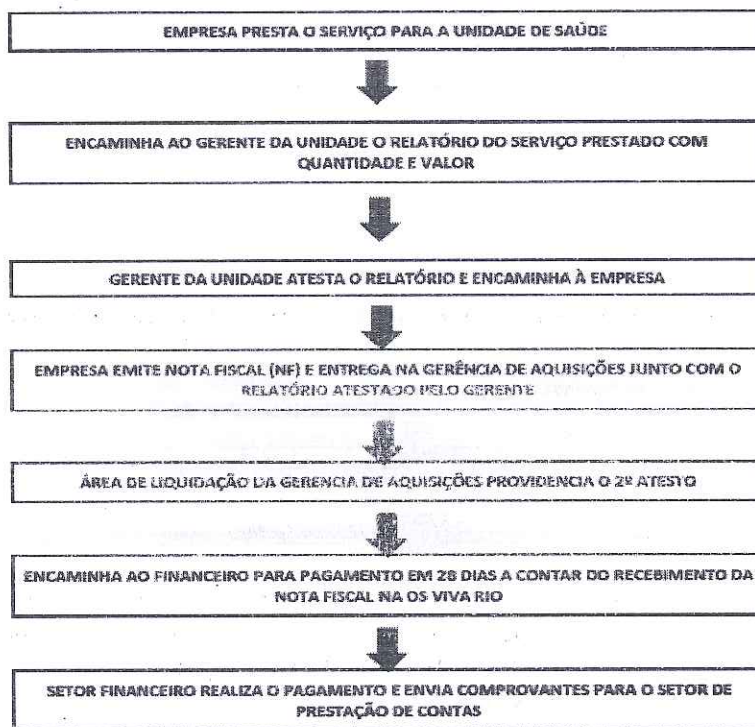 EMPRESA PRESTA O SERVIÇO PARA A UNIDADE DE SAÚDE
ENCAMINHA AO GERENTE DA UNIDADE O RELATÓRIO DO SERVIÇO PRESTADO COM
QUANTIDADE E VALOR
GERENTE DA UNIDADE ATESTA O RELATÓRIO E ENCAMINHA À EMPRESA
EMPRESA EMITE NOTA FISCAL (NF) E ENTREGA NA GERÊNCIA DE AQUISIÇÕES JUNTO COM O
RELATÓRIO ATESTADO PELO GERENTE
ÁREA DE LIQUIDAÇÃO DA GERENCIA DE AQUISIÇÕES PROVIDENCIA O 2º ATESTO
ENCAMINHA AO FINANCEIRO PARA PAGAMENTO EM 28 DIAS A CONTAR DO RECEBIMENTO DA
NOTA FISCAL NA OS VIVA RIO
SETOR FINANCEIRO REALIZA O PAGAMENTO E ENVIA COMPROVANTES PARA O SETOR DE
PRESTAÇÃO DE CONTAS